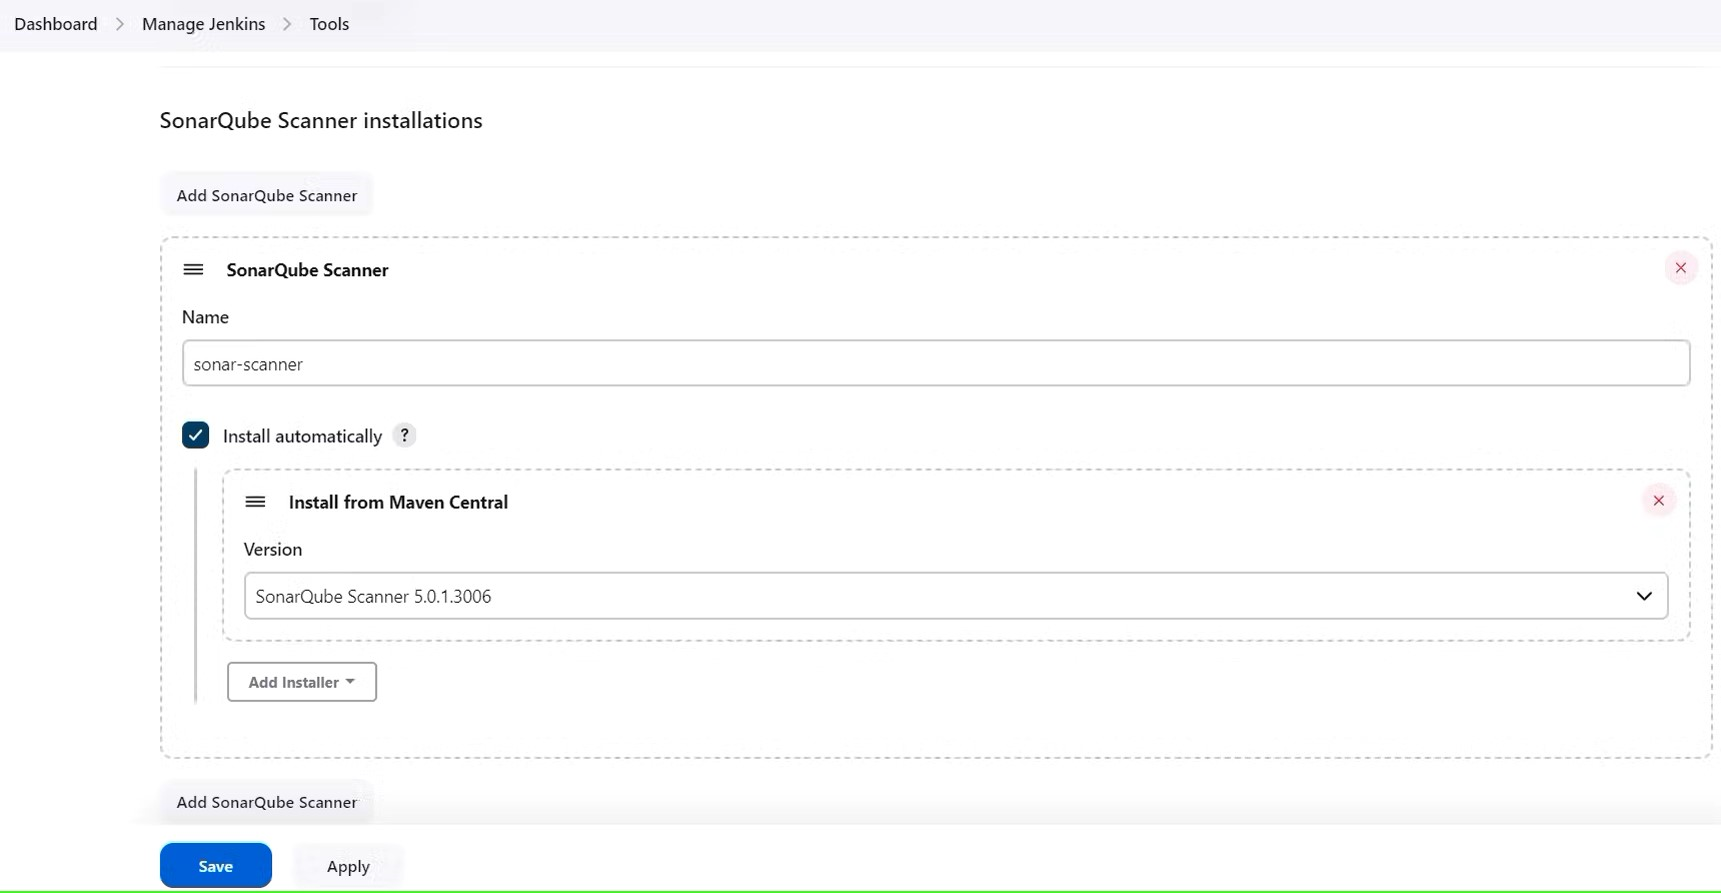 Dashboard > Manage Jenkins > Tools
SonarQube Scanner installations
Add SonarQube Scanner
SonarQube Scanner
Name
sonar-scanner
Install automatically ?
Install from Maven Central
Version
SonarQube Scanner 5.0.1.3006
Add Installer
Add SonarQube Scanner
Save Apply